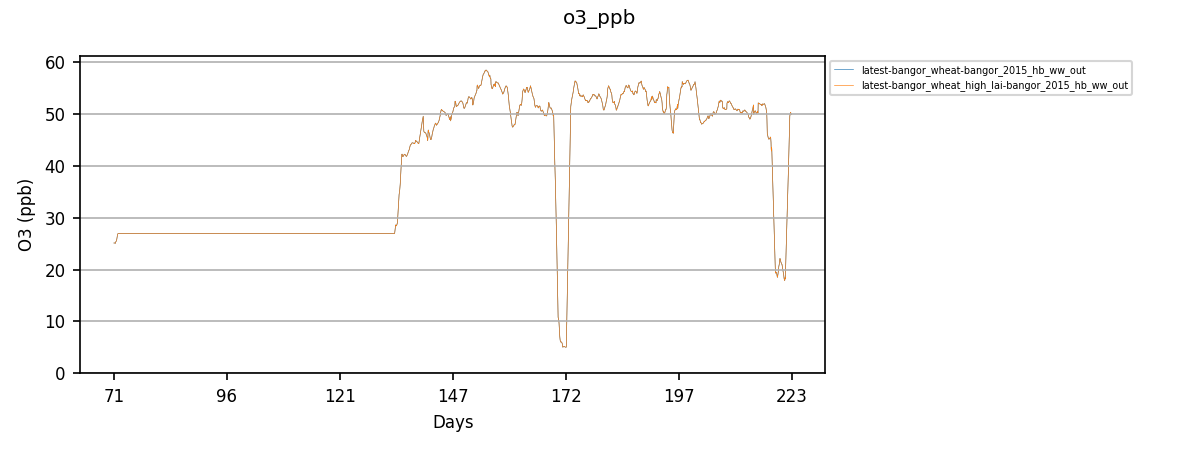 o3_ppb
60
50
40
30
20
10
0
O3 (ppb)
71 96 121 147 172 197 223
Days
latest-bangor_wheat-bangor_2015_hb_ww_out
latest-bangor_wheat_high_lai-bangor_2015_hb_ww_out